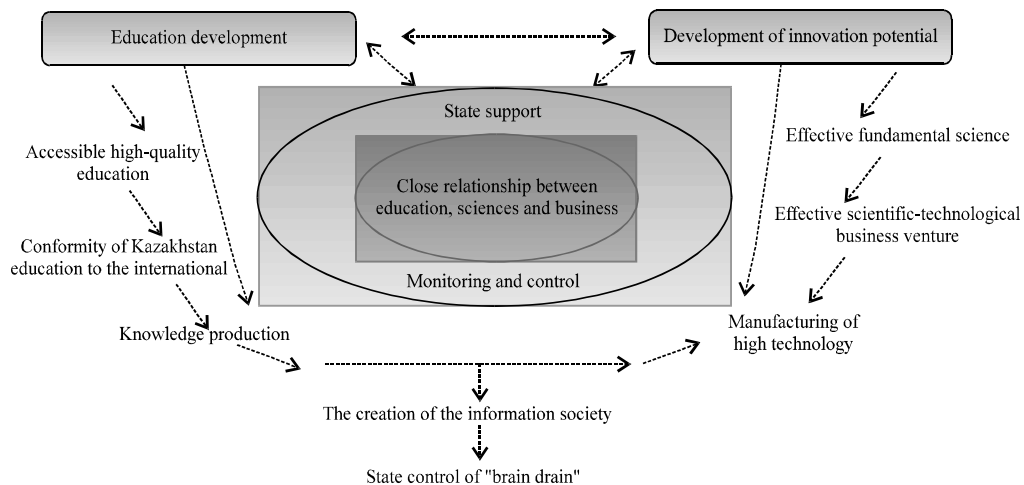 Education development
Development of innovation potential
State support
Effective fundamental science
Accessible high-quality
education
Close relationship between
education, sciences and business
Effective scientific-technological
business venture
Conformity of Kazakhstan
education to the international
Monitoring and control
Knowledge production
Manufacturing of
high technology
The creation of the information society
State control of "brain drain"